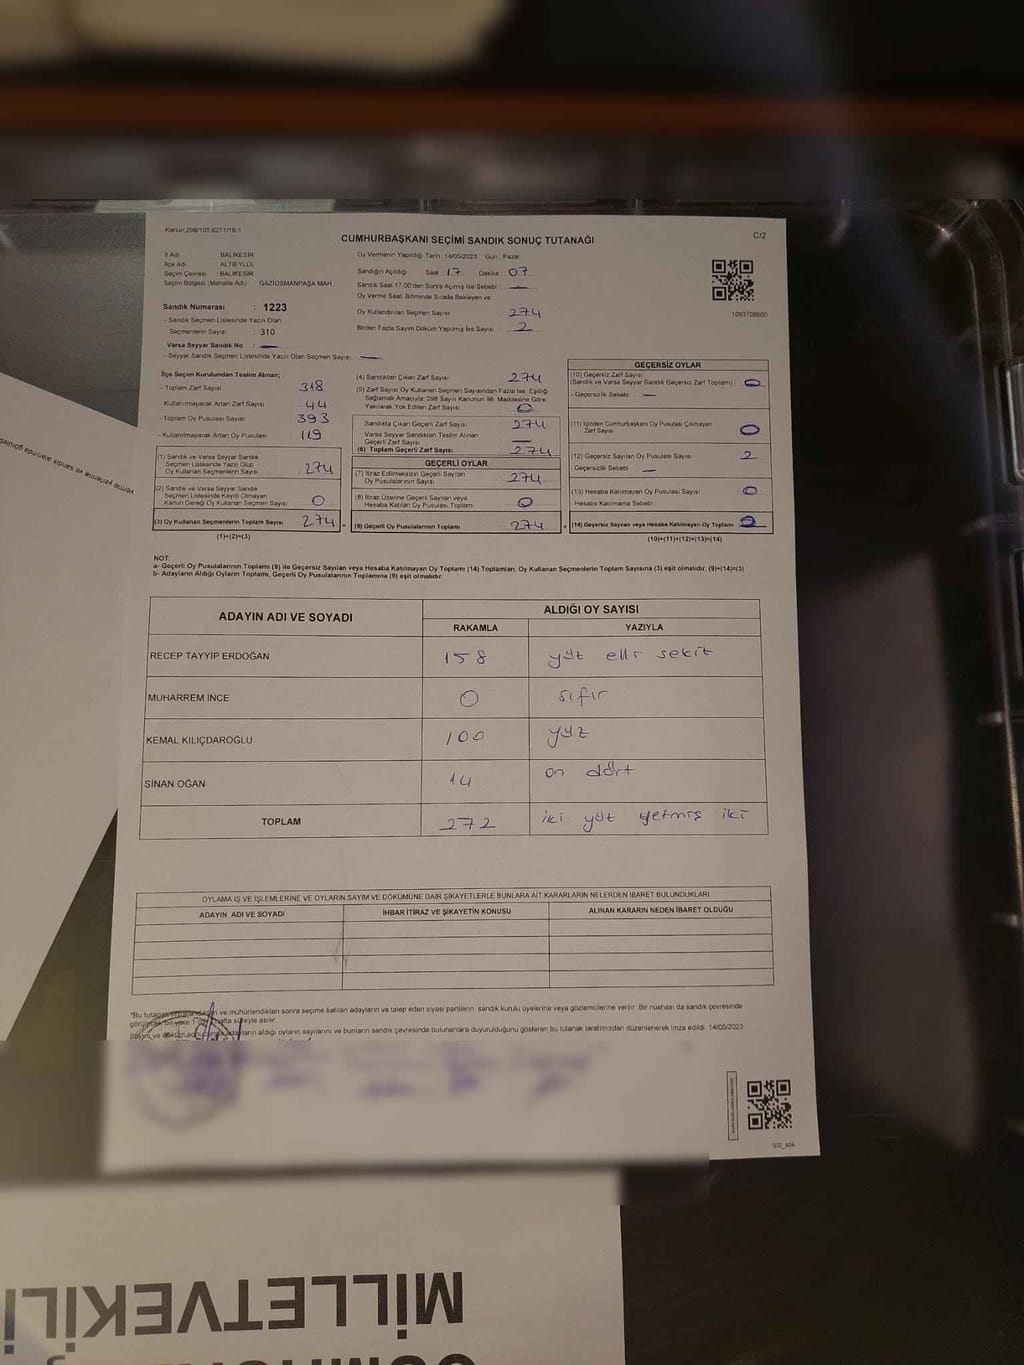 Kanun 298/105,6271/18-1
C/2
CUMHURBAŞKANI SEÇİMİ SANDIK SONUÇ TUTANAĞI
İl Adı : BALIKESİR
İlçe Adı : ALTIEYLÜL
Seçim Çevresi : BALIKESİR
Seçim Bölgesi (Mahalle Adı) : GAZİOSMANPAŞA MAH
Sandık Numarası : 1223
- Sandık Seçmen Listesinde Yazılı Olan
Seçmenlerin Sayısı : 310
Varsa Seyyar Sandık No : —
- Seyyar Sandık Seçmen Listesinde Yazılı Olan Seçmen Sayısı: —
Oy Vermenin Yapıldığı Tarih : 14/05/2023 Gün : Pazar
Sandığın Açıldığı Saat : 17 Dakika : 07
Sandık Saat 17:00'den Sonra Açılmış İse Sebebi : —
Oy Verme Saati Bitiminde Sırada Bekleyen ve
Oy Kullandırılan Seçmen Sayısı : 274
Birden Fazla Sayım Döküm Yapılmış İse Sayısı : 2
1093708600
İlçe Seçim Kurulundan Teslim Alınan;
- Toplam Zarf Sayısı : 318
- Kullanılmayarak Artan Zarf Sayısı : 44
- Toplam Oy Pusulası Sayısı : 393
- Kullanılmayarak Artan Oy Pusulası : 119
(1) Sandık ve Varsa Seyyar Sandık
Seçmen Listesinde Yazılı Olup
Oy Kullanan Seçmenlerin Sayısı : 274
(2) Sandık ve Varsa Seyyar Sandık
Seçmen Listesinde Kayıtlı Olmayan
Kanun Gereği Oy Kullanan Seçmen Sayısı : 0
(3) Oy Kullanan Seçmenlerin Toplam Sayısı : 274
(1)+(2)=(3)
(4) Sandıktan Çıkan Zarf Sayısı : 274
(5) Zarf Sayısı Oy Kullanan Seçmen Sayısından Fazla İse, Eşitliği
Sağlamak Amacıyla; 298 Sayılı Kanunun 98. Maddesine Göre
Yakılarak Yok Edilen Zarf Sayısı : 0
Sandıkta Çıkan Geçerli Zarf Sayısı : 274
Varsa Seyyar Sandıktan Teslim Alınan
Geçerli Zarf Sayısı : —
(6) Toplam Geçerli Zarf Sayısı : 274
GEÇERLİ OYLAR
(7) İtiraz Edilmeksizin Geçerli Sayılan
Oy Pusulalarının Sayısı : 274
(8) İtiraz Üzerine Geçerli Sayılan veya
Hesaba Katılan Oy Pusulası Toplamı : 0
(9) Geçerli Oy Pusulalarının Toplamı : 274
GEÇERSİZ OYLAR
(10) Geçersiz Zarf Sayısı
(Sandık ve Varsa Seyyar Sandık Geçersiz Zarf Toplamı) : 0
- Geçersizlik Sebebi : —
(11) İçinden Cumhurbaşkanı Oy Pusulası Çıkmayan
Zarf Sayısı : 0
(12) Geçersiz Sayılan Oy Pusulası Sayısı : 2
- Geçersizlik Sebebi : —
(13) Hesaba Katılmayan Oy Pusulası Sayısı : 0
- Hesaba Katılmama Sebebi : —
(14) Geçersiz Sayılan veya Hesaba Katılmayan Oy Toplamı : 2
(10)+(11)+(12)+(13)=(14)
NOT:
a- Geçerli Oy Pusulalarının Toplamı (9) ile Geçersiz Sayılan veya Hesaba Katılmayan Oy Toplamı (14) Toplamları, Oy Kullanan Seçmenlerin Toplam Sayısına (3) eşit olmalıdır. (9)+(14)=(3)
b- Adayların Aldığı Oyların Toplamı, Geçerli Oy Pusulalarının Toplamına (9) eşit olmalıdır.
ADAYIN ADI VE SOYADI ALDIĞI OY SAYISI
RAKAMLA YAZIYLA
RECEP TAYYİP ERDOĞAN 158 yüz elli sekiz
MUHARREM İNCE 0 sıfır
KEMAL KILIÇDAROĞLU 100 yüz
SİNAN OĞAN 14 on dört
TOPLAM 272 iki yüz yetmiş iki
OYLAMA İŞ VE İŞLEMLERİNE VE OYLARIN SAYIM VE DÖKÜMÜNE DAİR ŞİKAYETLERLE BUNLARA AİT KARARLARIN NELERDEN İBARET BULUNDUKLARI
ADAYIN ADI VE SOYADI İHBAR İTİRAZ VE ŞİKAYETİN KONUSU ALINAN KARARIN NEDEN İBARET OLDUĞU
*Bu tutanak ve mühürlendikten sonra seçime katılan adayların ve talep eden siyasi partilerin sandık kurulu üyelerine veya gözlemcilerine verilir. Bir nüshası da sandık çevresinde
bir yere 1 hafta süreyle asılır.
Sayım ve döküm adayların aldığı oyların sayılarını ve bunların sandık çevresinde bulunanlara duyurulduğunu gösteren bu tutanak tarafımızdan düzenlenerek imza edildi. 14/05/2023
MİLLETVEKİLİ